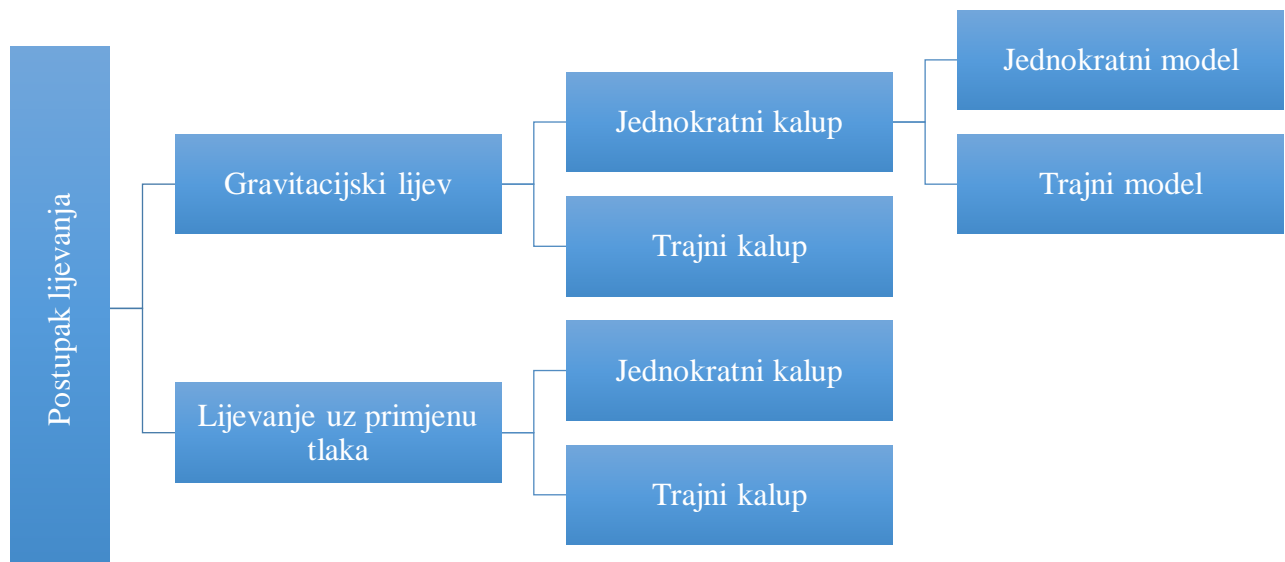 Postupak lijevanja
Gravitacijski lijev
Jednokratni kalup
Jednokratni model
Trajni model
Trajni kalup
Lijevanje uz primjenu
tlaka
Jednokratni kalup
Trajni kalup